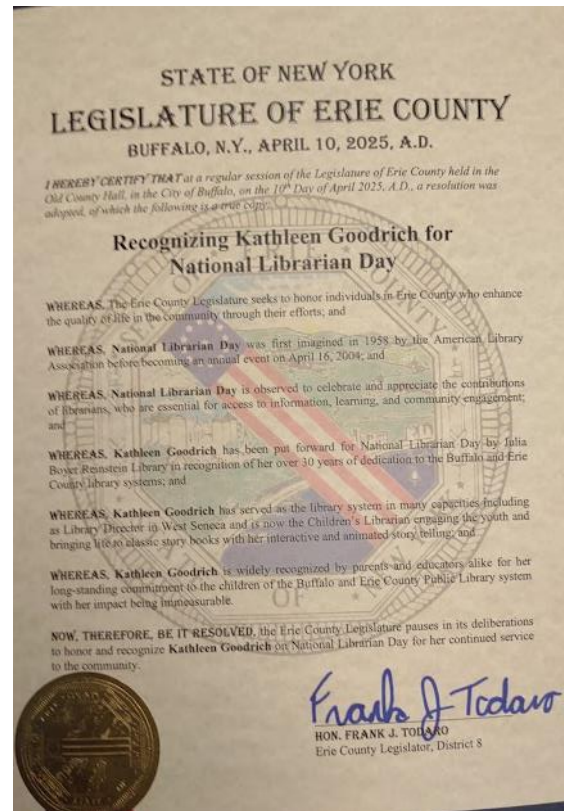 STATE OF NEW YORK
LEGISLATURE OF ERIE COUNTY
BUFFALO, N.Y., APRIL 10, 2025, A.D.
I HEREBY CERTIFY THAT at a regular session of the Legislature of Erie County held in the
Old County Hall, in the City of Buffalo, on the 10th Day of April 2025, A.D., a resolution was
adopted, of which the following is a true copy:
Recognizing Kathleen Goodrich for
National Librarian Day
WHEREAS, The Erie County Legislature seeks to honor individuals in Erie County who enhance
the quality of life in the community through their efforts; and
WHEREAS, National Librarian Day was first imagined in 1958 by the American Library
Association before becoming an annual event on April 16, 2004; and
WHEREAS, National Librarian Day is observed to celebrate and appreciate the contributions
of librarians, who are essential for access to information, learning, and community engagement;
and
WHEREAS, Kathleen Goodrich has been put forward for National Librarian Day by Julia
Boyer Reinstein Library in recognition of her over 30 years of dedication to the Buffalo and Erie
County library systems; and
WHEREAS, Kathleen Goodrich has served as the library system in many capacities including
as Library Director in West Seneca and is now the Children's Librarian engaging the youth and
bringing life to classic story books with her interactive and animated story telling; and
WHEREAS, Kathleen Goodrich is widely recognized by parents and educators alike for her
long-standing commitment to the children of the Buffalo and Erie County Public Library system
with her impact being immeasurable.
NOW, THEREFORE, BE IT RESOLVED, the Erie County Legislature pauses in its deliberations
to honor and recognize Kathleen Goodrich on National Librarian Day for her continued service
to the community.
Frank J Todaro
HON. FRANK J. TODARO
Erie County Legislator, District 8